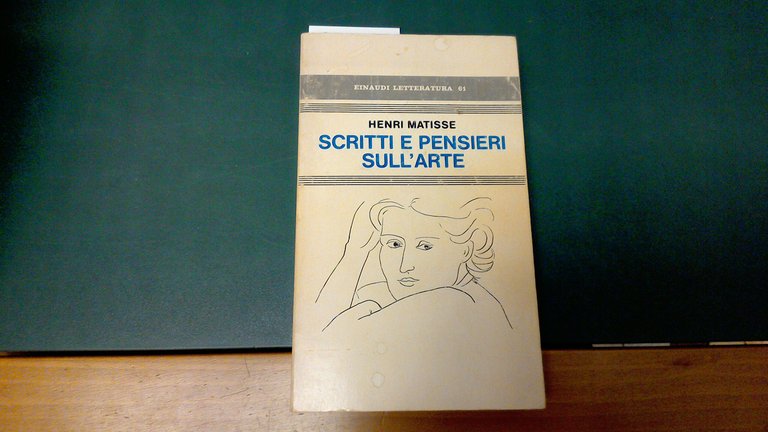 EINAUDI LETTERATURA 61
HENRI MATISSE
SCRITTI E PENSIERI
SULL'ARTE